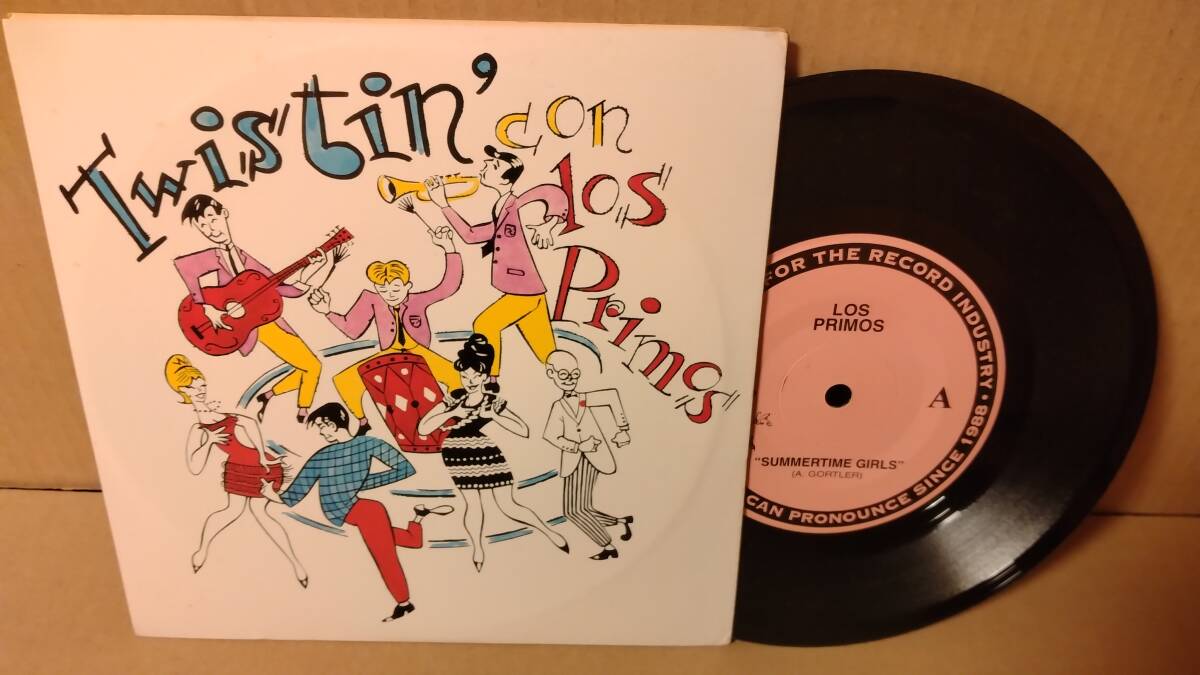 Twistin' con
los
Primos
FOR THE RECORD INDUSTRY •
CAN PRONOUNCE SINCE 1988 •
LOS
PRIMOS
A
"SUMMERTIME GIRLS"
(A. GORTLER)